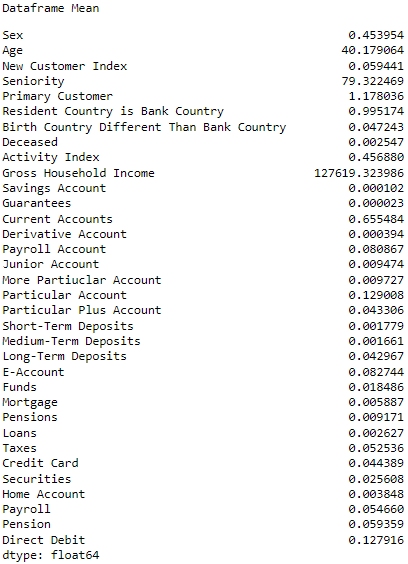 Dataframe Mean
Sex 0.453954
Age 40.179064
New Customer Index 0.059441
Seniority 79.322469
Primary Customer 1.178036
Resident Country is Bank Country 0.995174
Birth Country Different Than Bank Country 0.047243
Deceased 0.002547
Activity Index 0.456880
Gross Household Income 127619.323986
Savings Account 0.000102
Guarantees 0.000023
Current Accounts 0.655484
Derivative Account 0.000394
Payroll Account 0.080867
Junior Account 0.009474
More Partiuclar Account 0.009727
Particular Account 0.129008
Particular Plus Account 0.043306
Short-Term Deposits 0.001779
Medium-Term Deposits 0.001661
Long-Term Deposits 0.042967
E-Account 0.082744
Funds 0.018486
Mortgage 0.005887
Pensions 0.009171
Loans 0.002627
Taxes 0.052536
Credit Card 0.044389
Securities 0.025608
Home Account 0.003848
Payroll 0.054660
Pension 0.059359
Direct Debit 0.127916
dtype: float64